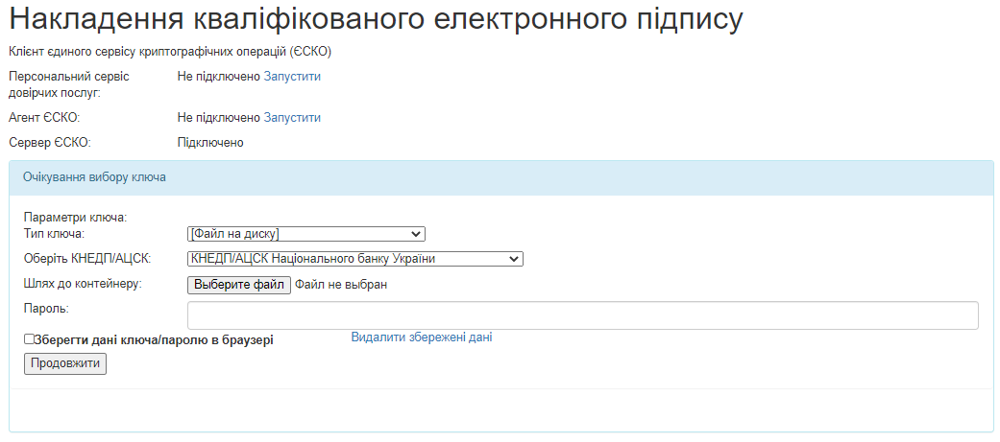 Накладення кваліфікованого електронного підпису
Клієнт єдиного сервісу криптографічних операцій (ЄСКО)
Персональний сервіс довірчих послуг: Не підключено Запустити
Агент ЄСКО: Не підключено Запустити
Сервер ЄСКО: Підключено
Очікування вибору ключа
Параметри ключа:
Тип ключа: [Файл на диску]
Оберіть КНЕДП/АЦСК: КНЕДП/АЦСК Національного банку України
Шлях до контейнеру: Выберите файл Файл не выбран
Пароль:
Зберегти дані ключа/паролю в браузері Видалити збережені дані
Продовжити